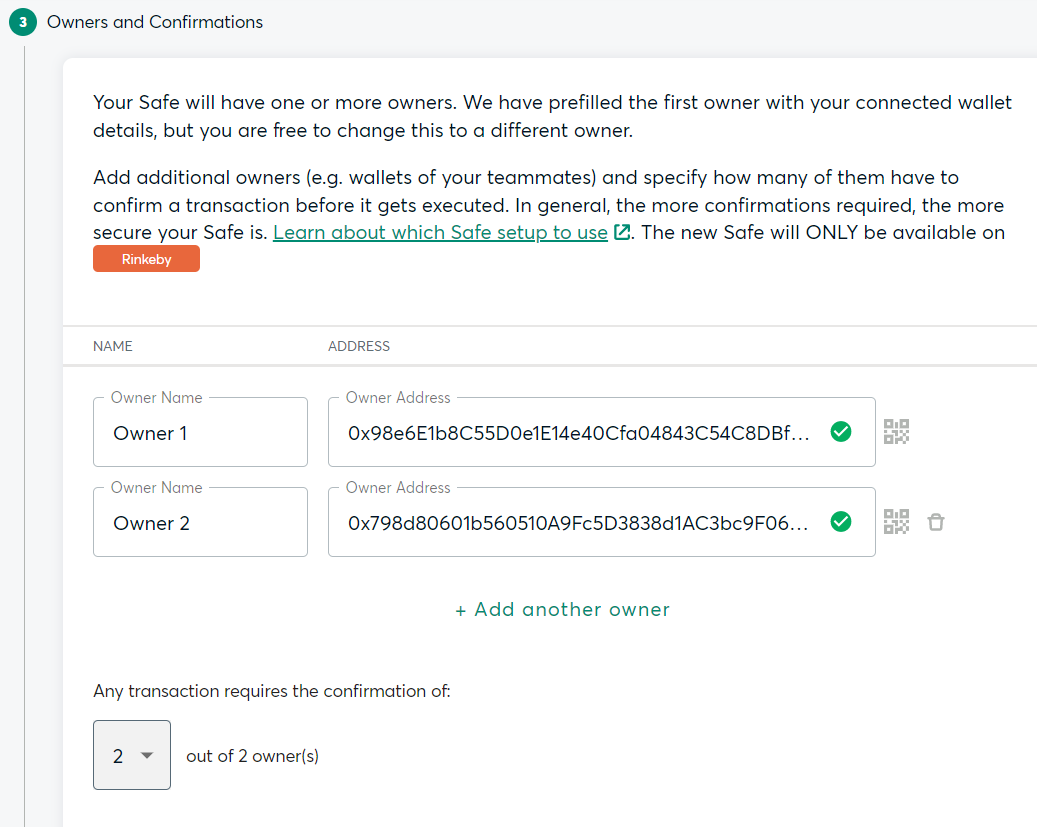 3 Owners and Confirmations
Your Safe will have one or more owners. We have prefilled the first owner with your connected wallet
details, but you are free to change this to a different owner.
Add additional owners (e.g. wallets of your teammates) and specify how many of them have to
confirm a transaction before it gets executed. In general, the more confirmations required, the more
secure your Safe is. Learn about which Safe setup to use. The new Safe will ONLY be available on
Rinkeby
NAME ADDRESS
Owner Name Owner Address
Owner 1 0x98e6E1b8C55D0e1E14e40Cfa04843C54C8DBf...
Owner Name Owner Address
Owner 2 0x798d80601b560510A9Fc5D3838d1AC3bc9F06...
+ Add another owner
Any transaction requires the confirmation of:
2 out of 2 owner(s)